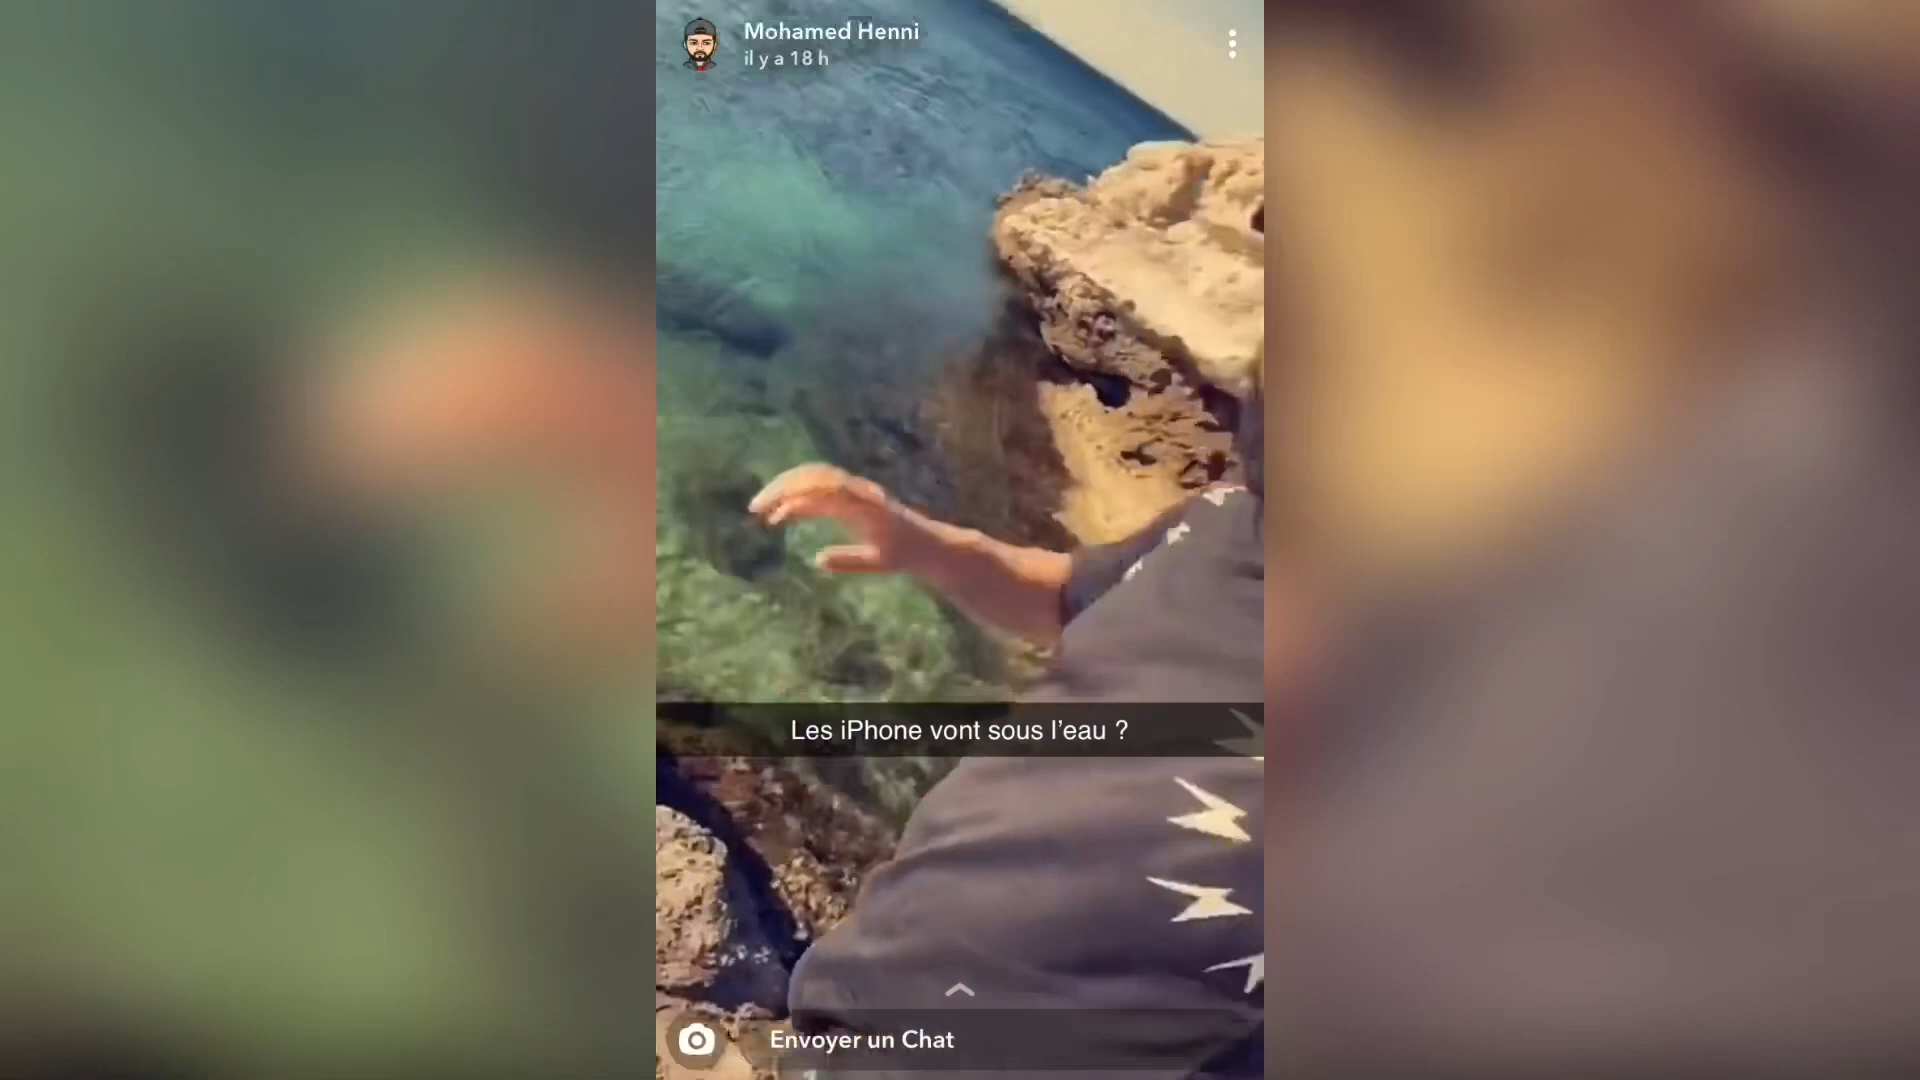 Mohamed Henni
il y a 18 h
Les iPhone vont sous l’eau ?
Envoyer un Chat